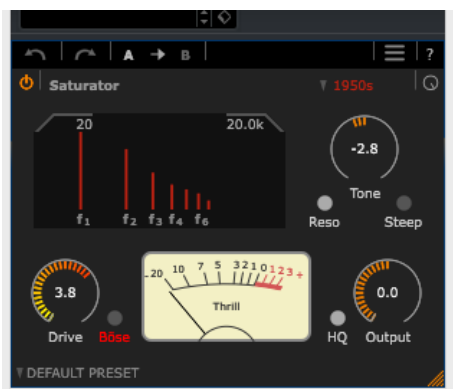 A → B ?
Saturator 1950s
20 20.0k
-2.8
f1 f2 f3 f4 f6
Tone
Reso Steep
20 10 7 5 3 2 1 0 1 2 3 +
3.8 Thrill 0.0
Drive Böse HQ Output
DEFAULT PRESET